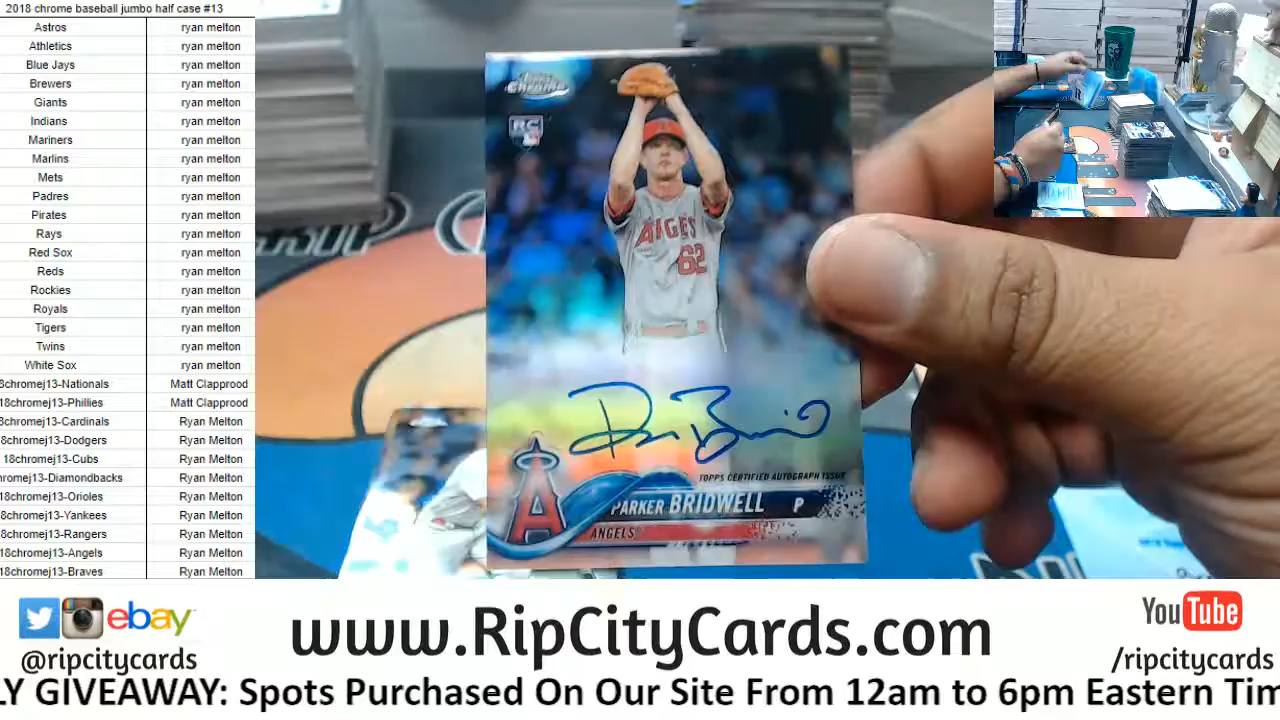 2018 chrome baseball jumbo half case #13
Astros ryan melton
Athletics ryan melton
Blue Jays ryan melton
Brewers ryan melton
Giants ryan melton
Indians ryan melton
Mariners ryan melton
Marlins ryan melton
Mets ryan melton
Padres ryan melton
Pirates ryan melton
Rays ryan melton
Red Sox ryan melton
Reds ryan melton
Rockies ryan melton
Royals ryan melton
Tigers ryan melton
Twins ryan melton
White Sox ryan melton
8chromej13-Nationals Matt Clapprood
18chromej13-Phillies Matt Clapprood
8chromej13-Cardinals Ryan Melton
8chromej13-Dodgers Ryan Melton
18chromej13-Cubs Ryan Melton
hromej13-Diamondbacks Ryan Melton
8chromej13-Orioles Ryan Melton
8chromej13-Yankees Ryan Melton
8chromej13-Rangers Ryan Melton
18chromej13-Angels Ryan Melton
18chromej13-Braves Ryan Melton
Topps Chrome
RC
ANGELS
62
TOPPS CERTIFIED AUTOGRAPH ISSUE
PARKER BRIDWELL P
A
ANGELS
ebay
@ripcitycards
www.RipCityCards.com
YouTube
/ripcitycards
LY GIVEAWAY: Spots Purchased On Our Site From 12am to 6pm Eastern Tim